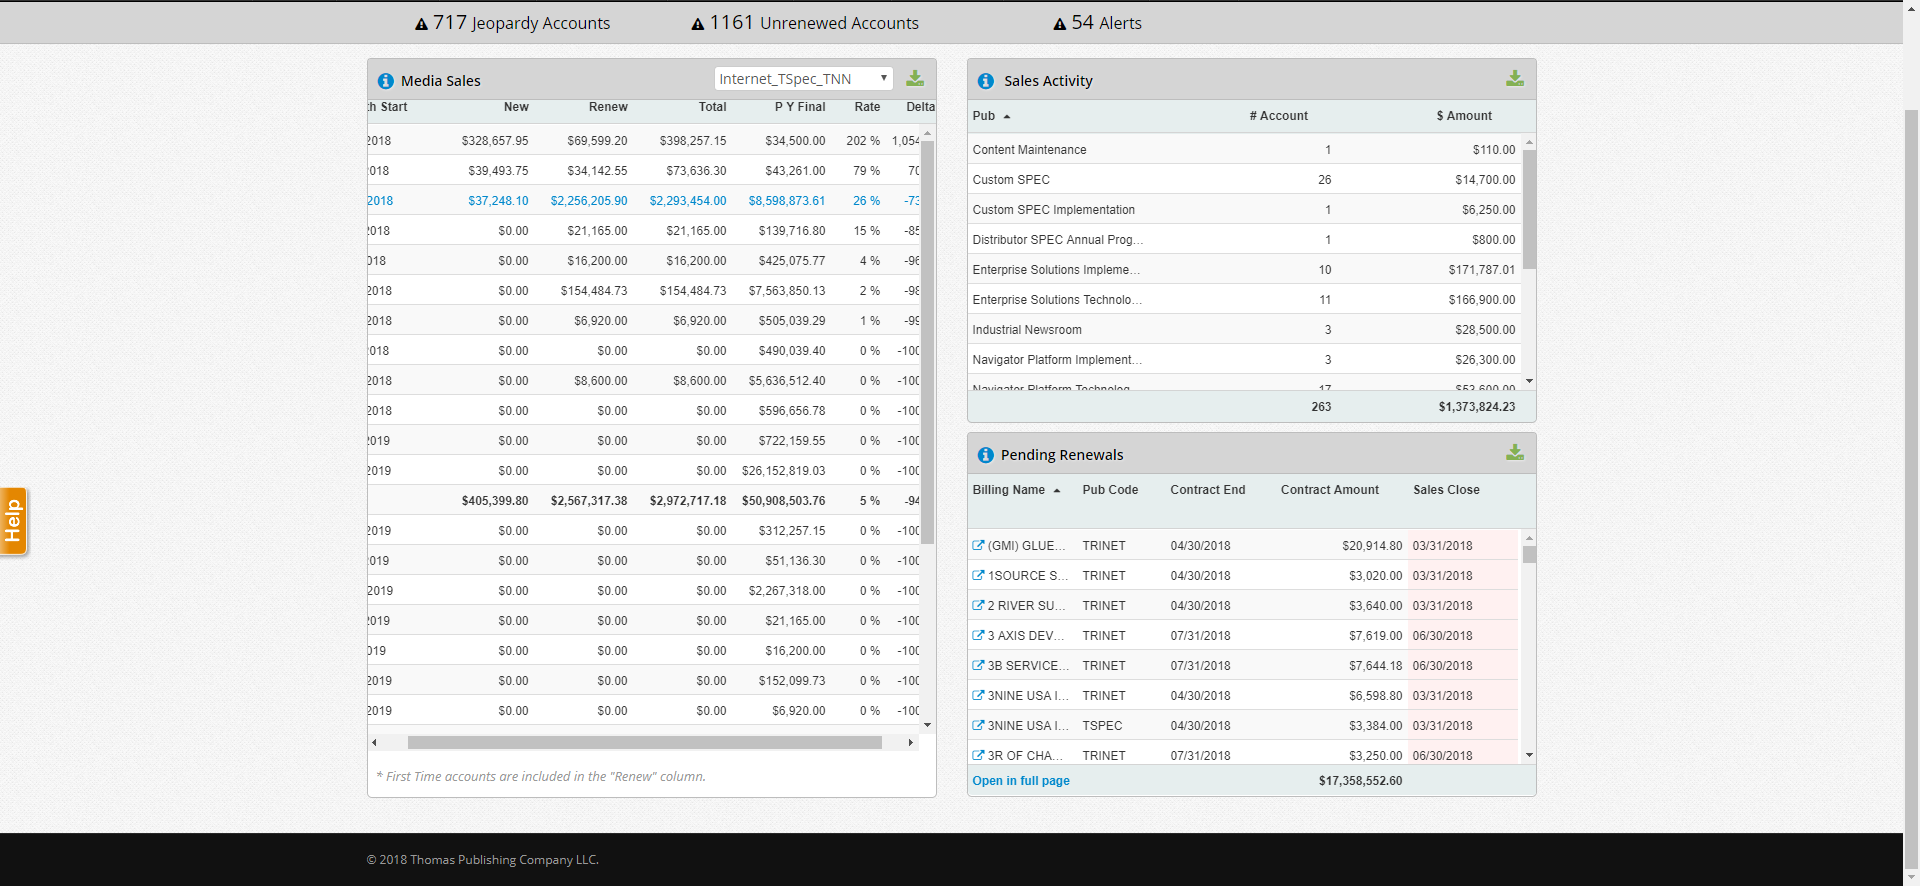 717 Jeopardy Accounts 1161 Unrenewed Accounts 54 Alerts
Media Sales Internet_TSpec_TNN
Start New Renew Total P Y Final Rate Delta
2018 $328,657.95 $69,599.20 $398,257.15 $34,500.00 202 % 1,054
2018 $39,493.75 $34,142.55 $73,636.30 $43,261.00 79 % 70
2018 $37,248.10 $2,256,205.90 $2,293,454.00 $8,598,873.61 26 % -73
2018 $0.00 $21,165.00 $21,165.00 $139,716.80 15 % -85
018 $0.00 $16,200.00 $16,200.00 $425,075.77 4 % -96
2018 $0.00 $154,484.73 $154,484.73 $7,563,850.13 2 % -98
2018 $0.00 $6,920.00 $6,920.00 $505,039.29 1 % -99
2018 $0.00 $0.00 $0.00 $490,039.40 0 % -100
2018 $0.00 $8,600.00 $8,600.00 $5,636,512.40 0 % -100
2018 $0.00 $0.00 $0.00 $596,656.78 0 % -100
2019 $0.00 $0.00 $0.00 $722,159.55 0 % -100
2019 $0.00 $0.00 $0.00 $26,152,819.03 0 % -100
$405,399.80 $2,567,317.38 $2,972,717.18 $50,908,503.76 5 % -94
2019 $0.00 $0.00 $0.00 $312,257.15 0 % -100
2019 $0.00 $0.00 $0.00 $51,136.30 0 % -100
2019 $0.00 $0.00 $0.00 $2,267,318.00 0 % -100
2019 $0.00 $0.00 $0.00 $21,165.00 0 % -100
019 $0.00 $0.00 $0.00 $16,200.00 0 % -100
2019 $0.00 $0.00 $0.00 $152,099.73 0 % -100
2019 $0.00 $0.00 $0.00 $6,920.00 0 % -100
* First Time accounts are included in the "Renew" column.
Sales Activity
Pub # Account $ Amount
Content Maintenance 1 $110.00
Custom SPEC 26 $14,700.00
Custom SPEC Implementation 1 $6,250.00
Distributor SPEC Annual Prog... 1 $800.00
Enterprise Solutions Impleme... 10 $171,787.01
Enterprise Solutions Technolo... 11 $166,900.00
Industrial Newsroom 3 $28,500.00
Navigator Platform Implement... 3 $26,300.00
Navigator Platform Technolog... 17 $53,600.00
263 $1,373,824.23
Pending Renewals
Billing Name Pub Code Contract End Contract Amount Sales Close
(GMI) GLUE... TRINET 04/30/2018 $20,914.80 03/31/2018
1SOURCE S... TRINET 04/30/2018 $3,020.00 03/31/2018
2 RIVER SU... TRINET 04/30/2018 $3,640.00 03/31/2018
3 AXIS DEV... TRINET 07/31/2018 $7,619.00 06/30/2018
3B SERVICE... TRINET 07/31/2018 $7,644.18 06/30/2018
3NINE USA I... TRINET 04/30/2018 $6,598.80 03/31/2018
3NINE USA I... TSPEC 04/30/2018 $3,384.00 03/31/2018
3R OF CHA... TRINET 07/31/2018 $3,250.00 06/30/2018
Open in full page $17,358,552.60
Help
© 2018 Thomas Publishing Company LLC.